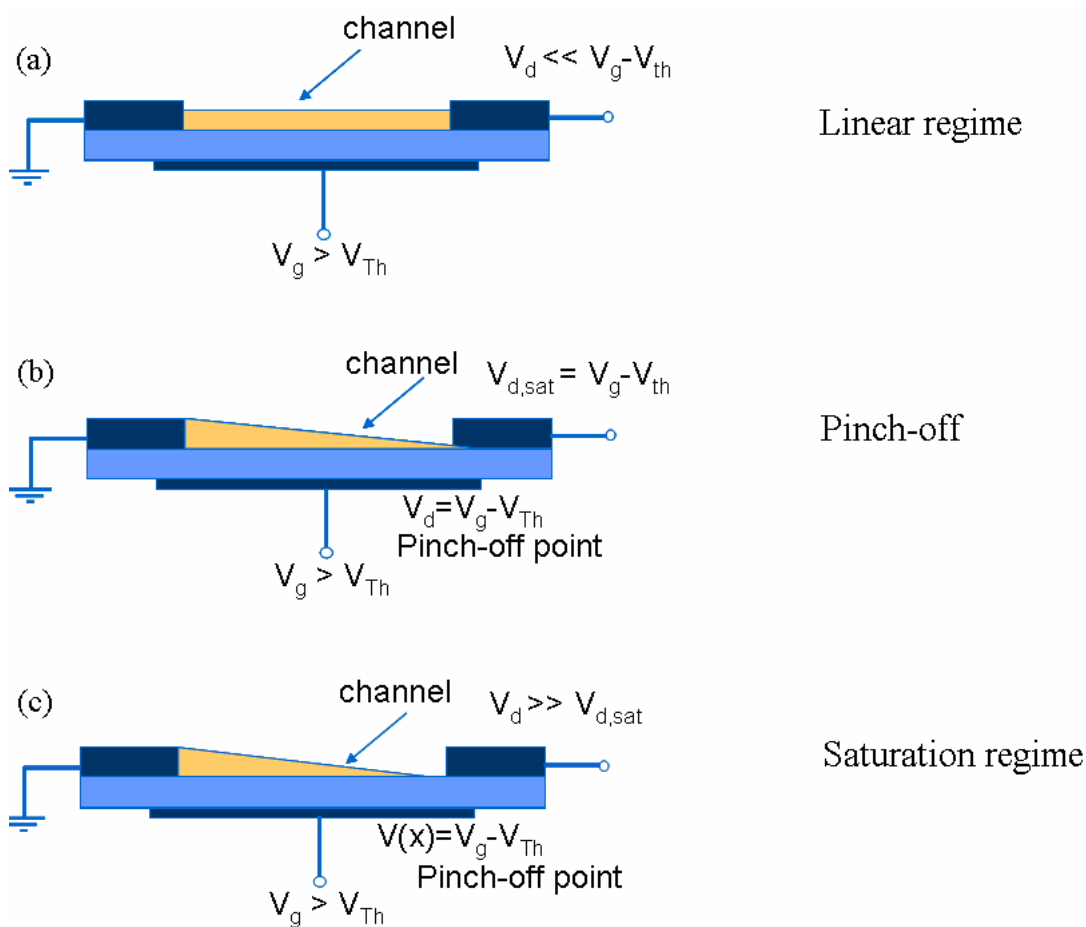 channel
(a)
V_d << V_g-V_th
Linear regime
V_g > V_Th
channel
(b)
V_d,sat = V_g-V_th
Pinch-off
V_d=V_g-V_Th
Pinch-off point
V_g > V_Th
channel
(c)
V_d >> V_d,sat
Saturation regime
V(x)=V_g-V_Th
Pinch-off point
V_g > V_Th